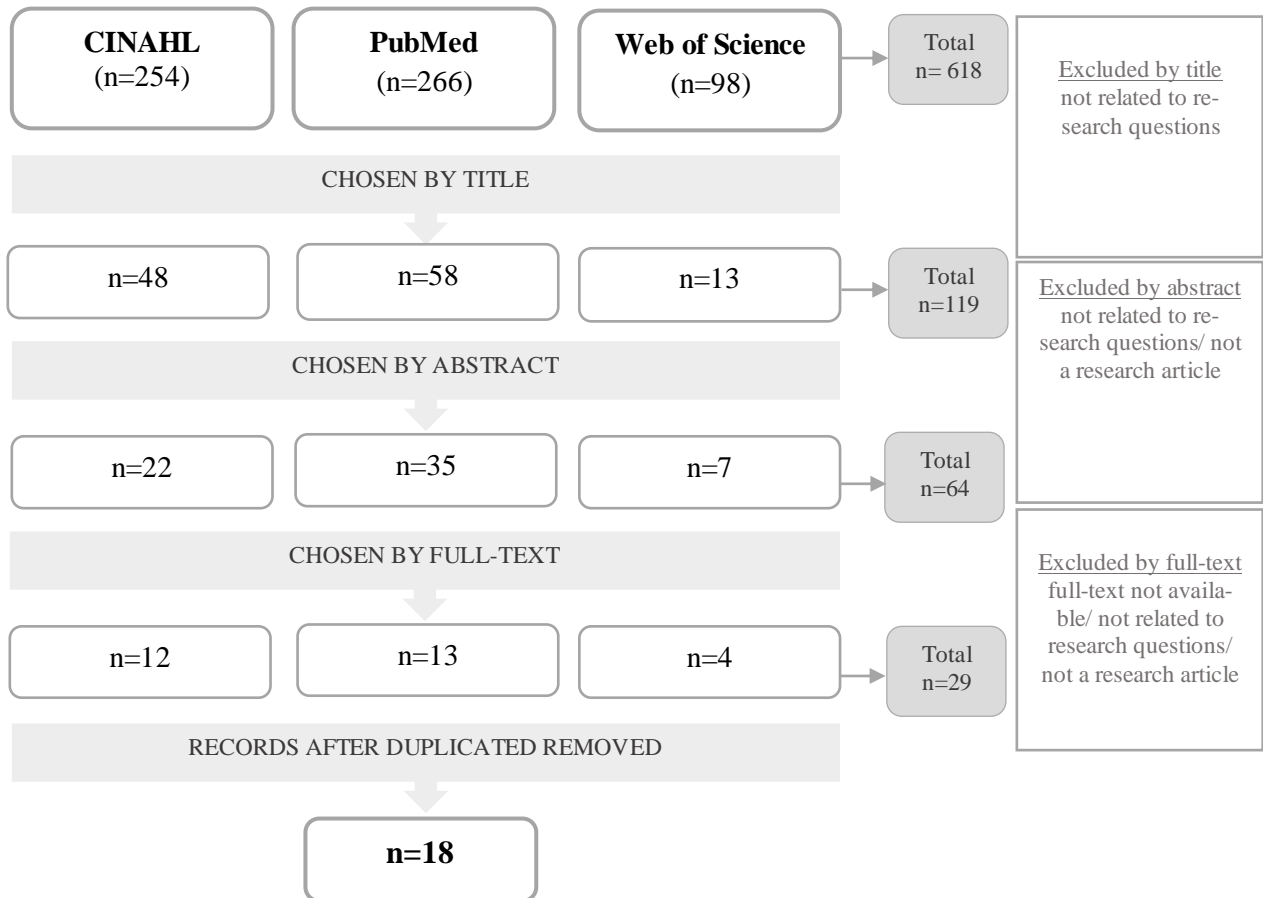 CINAHL
(n=254)
PubMed
(n=266)
Web of Science
(n=98)
Total
n= 618
Excluded by title
not related to re-
search questions
CHOSEN BY TITLE
n=48
n=58
n=13
Total
n=119
Excluded by abstract
not related to re-
search questions/ not
a research article
CHOSEN BY ABSTRACT
n=22
n=35
n=7
Total
n=64
CHOSEN BY FULL-TEXT
Excluded by full-text
full-text not availa-
ble/ not related to
research questions/
not a research article
n=12
n=13
n=4
Total
n=29
RECORDS AFTER DUPLICATED REMOVED
n=18